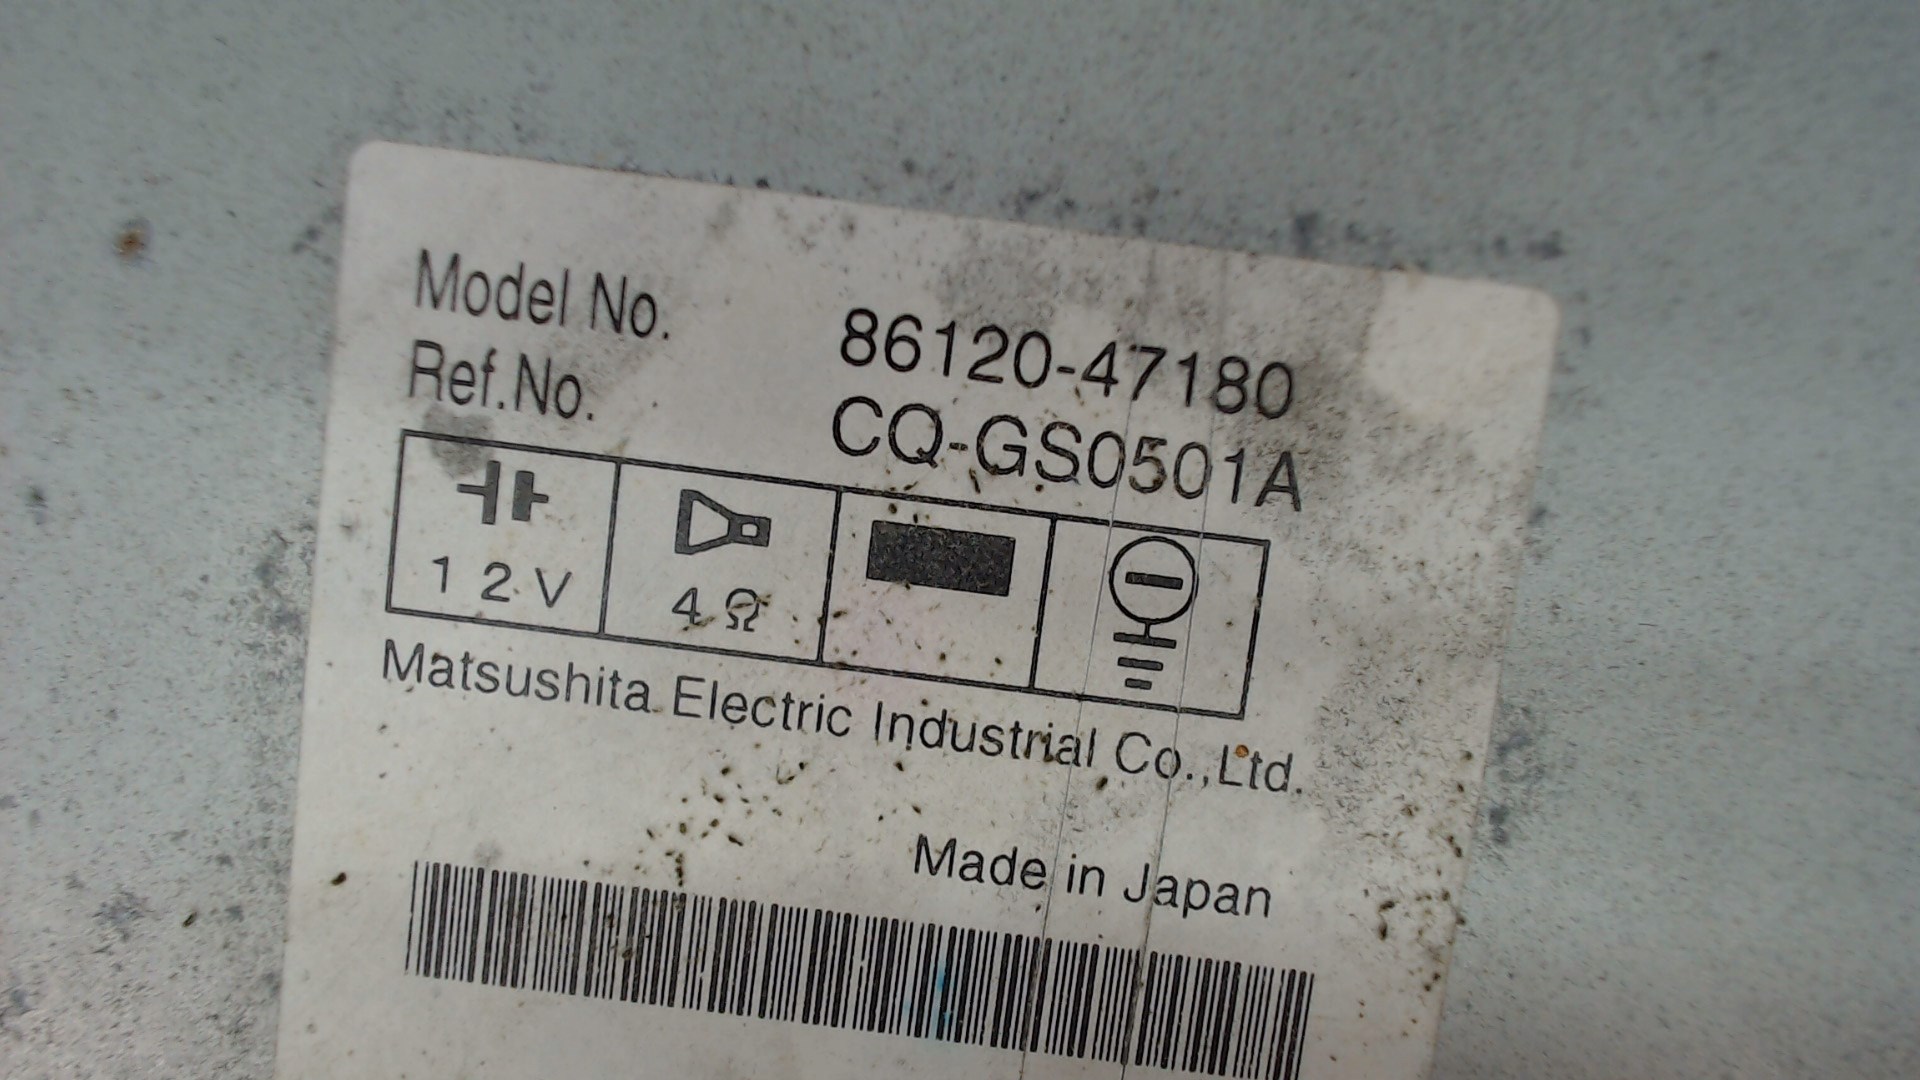 Model No. 86120-47180
Ref.No. CQ-GS0501A
12V 4Ω
Matsushita Electric Industrial Co.,Ltd.
Made in Japan